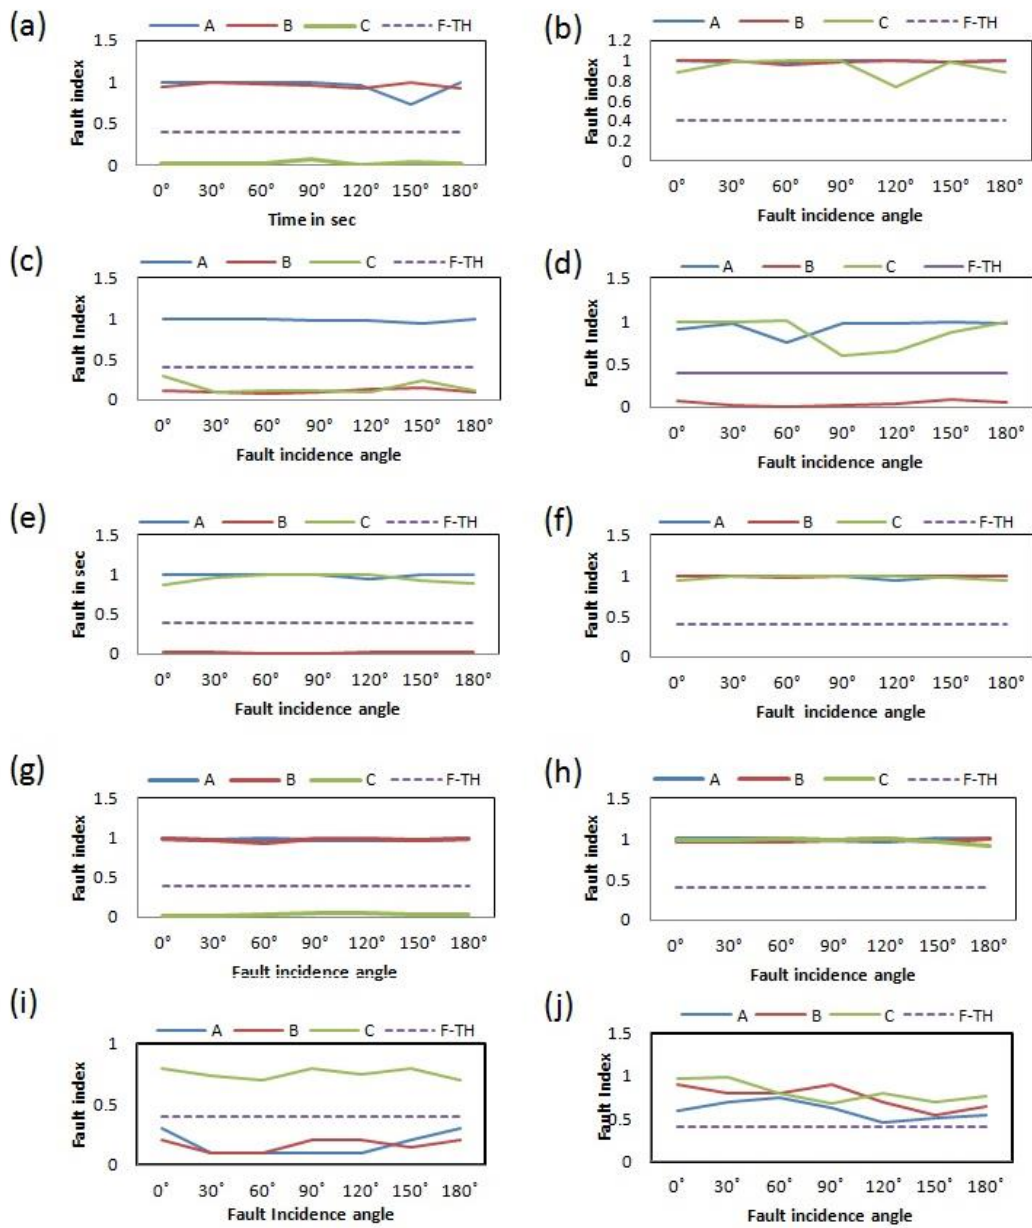 (a)
A B C F-TH
1.5
1
0.5
0
Fault index
0° 30° 60° 90° 120° 150° 180°
Time in sec
(b)
A B C F-TH
1.2
1
0.8
0.6
0.4
0.2
0
Fault index
0° 30° 60° 90° 120° 150° 180°
Fault incidence angle
(c)
A B C F-TH
1.5
1
0.5
0
Fault Index
0° 30° 60° 90° 120° 150° 180°
Fault incidence angle
(d)
A B C F-TH
1.5
1
0.5
0
Fault index
0° 30° 60° 90° 120° 150° 180°
Fault incidence angle
(e)
A B C F-TH
1.5
1
0.5
0
Fault in sec
0° 30° 60° 90° 120° 150° 180°
Fault incidence angle
(f)
A B C F-TH
1.5
1
0.5
0
Fault Index
0° 30° 60° 90° 120° 150° 180°
Fault incidence angle
(g)
A B C F-TH
1.5
1
0.5
0
Fault index
0° 30° 60° 90° 120° 150° 180°
Fault incidence angle
(h)
A B C F-TH
1.5
1
0.5
0
Fault index
0° 30° 60° 90° 120° 150° 180°
Fault incidence angle
(i)
A B C F-TH
1
0.5
0
Fault index
0° 30° 60° 90° 120° 150° 180°
Fault Incidence angle
(j)
A B C F-TH
1.5
1
0.5
0
Fault Index
0° 30° 60° 90° 120° 150° 180°
Fault incidence angle